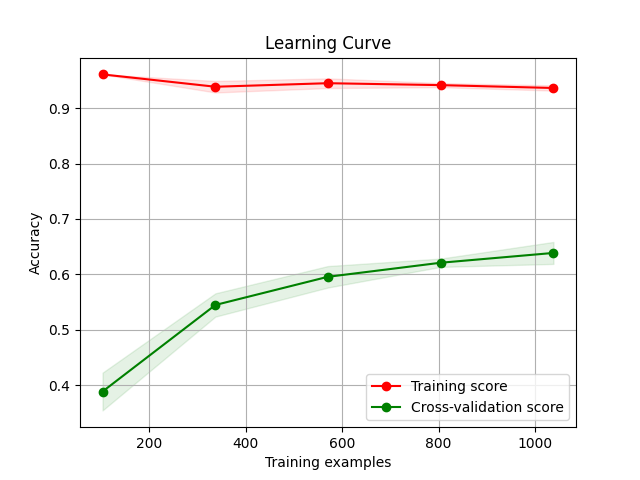 Learning Curve
Accuracy
0.9
0.8
0.7
0.6
0.5
0.4
200 400 600 800 1000
Training examples
Training score
Cross-validation score